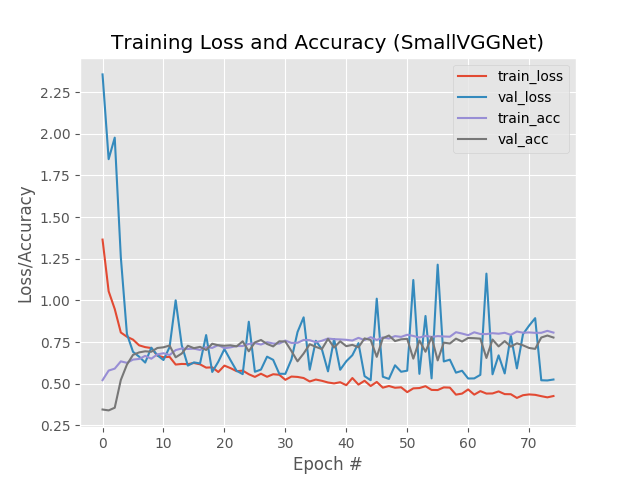 Training Loss and Accuracy (SmallVGGNet)
train_loss
val_loss
train_acc
val_acc
2.25
2.00
1.75
1.50
1.25
1.00
0.75
0.50
0.25
Loss/Accuracy
0 10 20 30 40 50 60 70
Epoch #